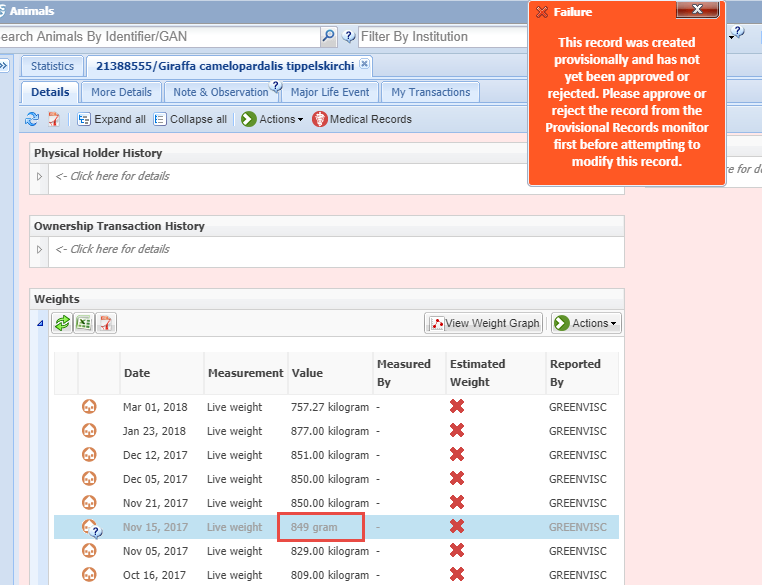 Animals
earch Animals By Identifier/GAN
Filter By Institution
Failure
X
This record was created
provisionally and has not
yet been approved or
rejected. Please approve or
reject the record from the
Provisional Records monitor
first before attempting to
modify this record.
Statistics
21388555/Giraffa camelopardalis tippelskirchi
Details
More Details
Note & Observation
Major Life Event
My Transactions
Expand all
Collapse all
Actions
Medical Records
Physical Holder History
<- Click here for details
re for d
Ownership Transaction History
<- Click here for details
Weights
View Weight Graph
Actions
Date Measurement Value Measured By Estimated Weight Reported By
Mar 01, 2018 Live weight 757.27 kilogram - GREENVISC
Jan 23, 2018 Live weight 877.00 kilogram - GREENVISC
Dec 12, 2017 Live weight 851.00 kilogram - GREENVISC
Dec 05, 2017 Live weight 850.00 kilogram - GREENVISC
Nov 21, 2017 Live weight 850.00 kilogram - GREENVISC
Nov 15, 2017 Live weight 849 gram - GREENVISC
Nov 05, 2017 Live weight 829.00 kilogram - GREENVISC
Oct 16, 2017 Live weight 809.00 kilogram - GREENVISC